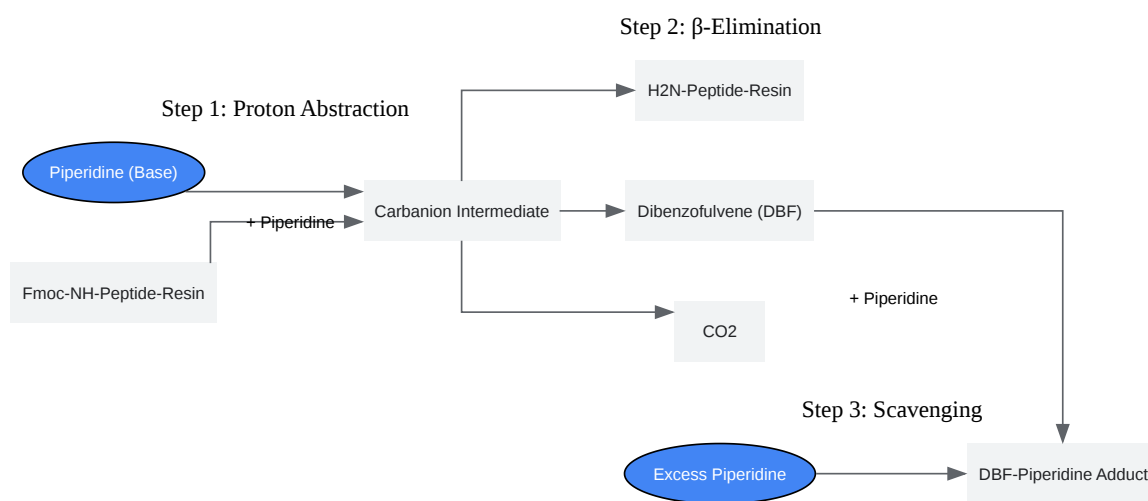 Step 2: β-Elimination
H2N-Peptide-Resin
Step 1: Proton Abstraction
Piperidine (Base)
Carbanion Intermediate
Dibenzofulvene (DBF)
+ Piperidine
Fmoc-NH-Peptide-Resin
+ Piperidine
CO2
Step 3: Scavenging
Excess Piperidine
DBF-Piperidine Adduct